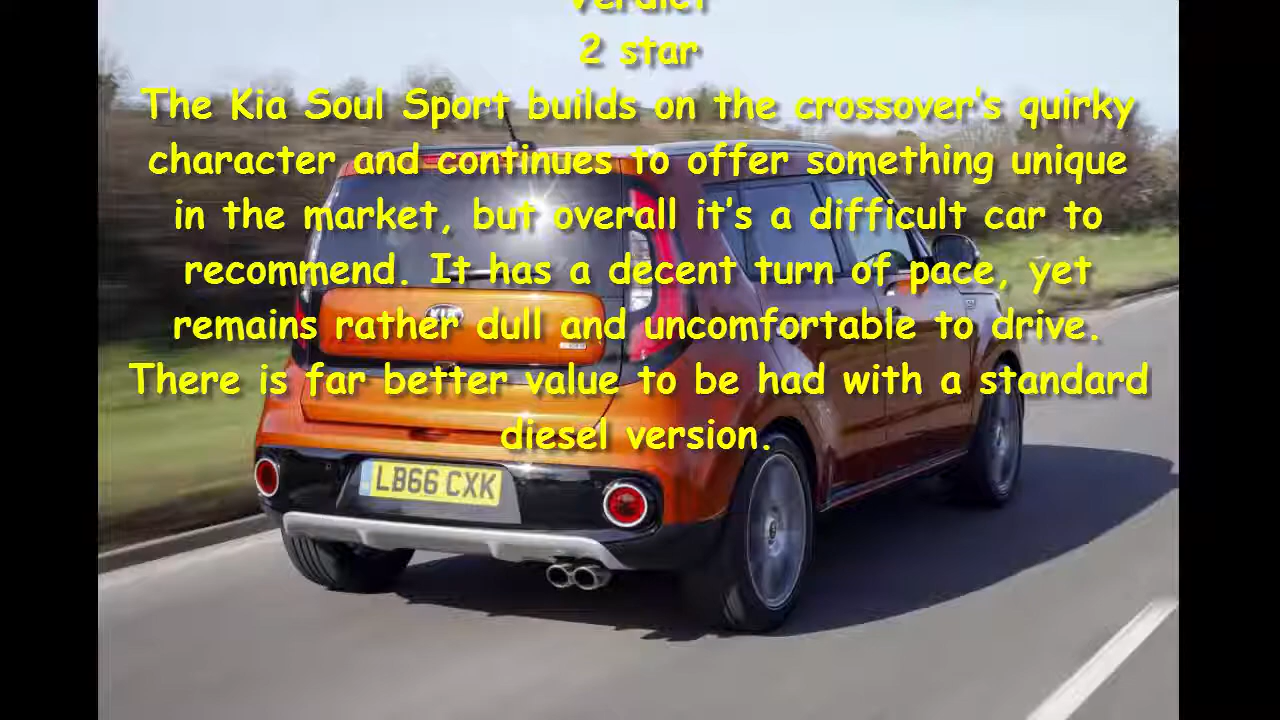 Verdict
2 star
The Kia Soul Sport builds on the crossover's quirky
character and continues to offer something unique
in the market, but overall it's a difficult car to
recommend. It has a decent turn of pace, yet
remains rather dull and uncomfortable to drive.
There is far better value to be had with a standard
diesel version.
KIA
LB66 CXK